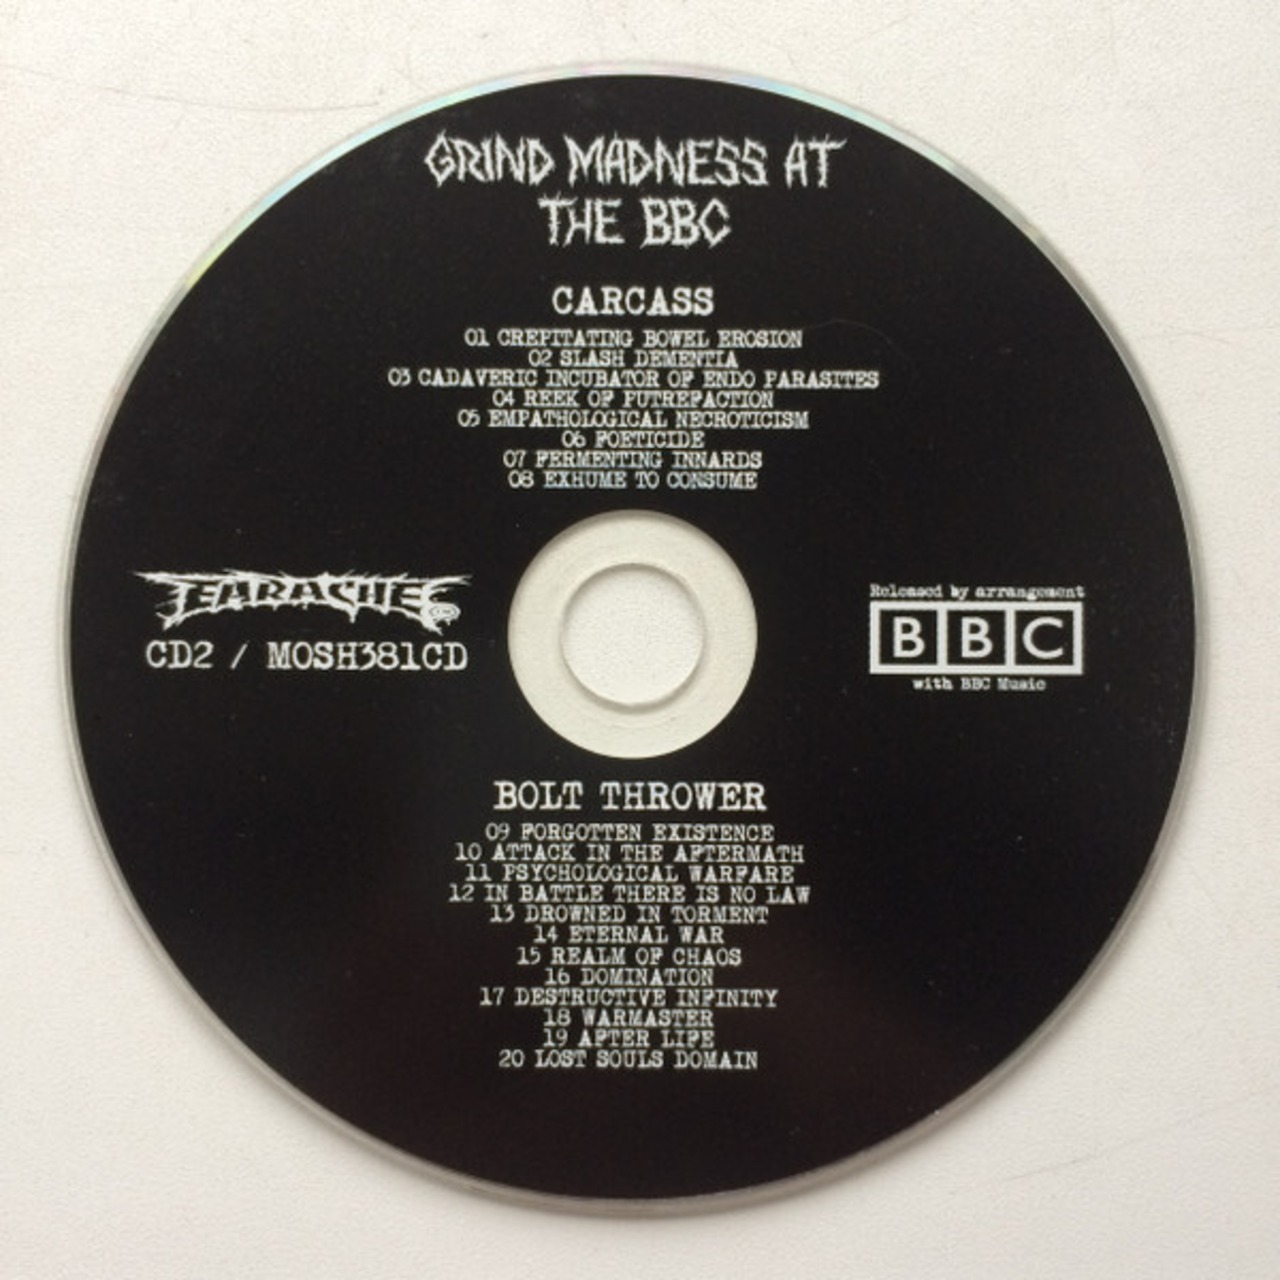 GRIND MADNESS AT
THE BBC
CARCASS
01 CREPITATING BOWEL EROSION
02 SLASH DEMENTIA
03 CADAVERIC INCUBATOR OF ENDO PARASITES
04 REEK OF PUTREFACTION
05 EMPATHOLOGICAL NECROTICISM
06 FOETICIDE
07 FERMENTING INNARDS
08 EXHUME TO CONSUME
EARACHE
CD2 / MOSH381CD
Released by arrangement
BBC
with BBC Music
BOLT THROWER
09 FORGOTTEN EXISTENCE
10 ATTACK IN THE AFTERMATH
11 PSYCHOLOGICAL WARFARE
12 IN BATTLE THERE IS NO LAW
13 DROWNED IN TORMENT
14 ETERNAL WAR
15 REALM OF CHAOS
16 DOMINATION
17 DESTRUCTIVE INFINITY
18 WARMASTER
19 AFTER LIFE
20 LOST SOULS DOMAIN